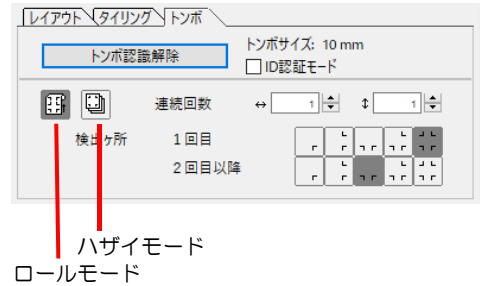 レイアウト タイリング トンボ
トンボ認識解除 トンボサイズ: 10 mm
ID認証モード
連続回数 ↔ 1 ↕ 1
検出ヶ所 1回目
2回目以降
ハザイモード
ロールモード